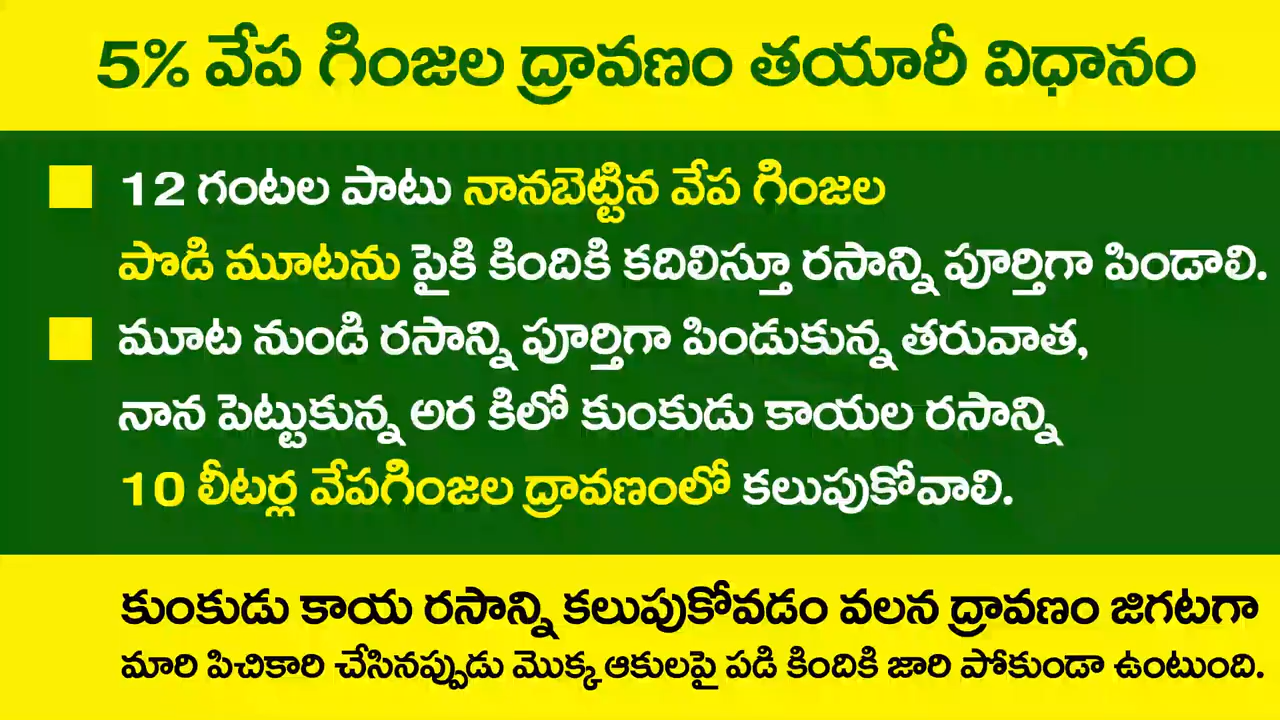 5% వేప గింజల ద్రావణం తయారీ విధానం
12 గంటల పాటు నానబెట్టిన వేప గింజల
పొడి మూటను పైకి కిందికి కదిలిస్తూ రసాన్ని పూర్తిగా పిండాలి.
మూట నుండి రసాన్ని పూర్తిగా పిండుకున్న తరువాత,
నాన పెట్టుకున్న అర కిలో కుంకుడు కాయల రసాన్ని
10 లీటర్ల వేపగింజల ద్రావణంలో కలుపుకోవాలి.
కుంకుడు కాయ రసాన్ని కలుపుకోవడం వలన ద్రావణం జిగటగా
మారి పిచికారి చేసినప్పుడు మొక్క ఆకులపై పడి కిందికి జారి పోకుండా ఉంటుంది.